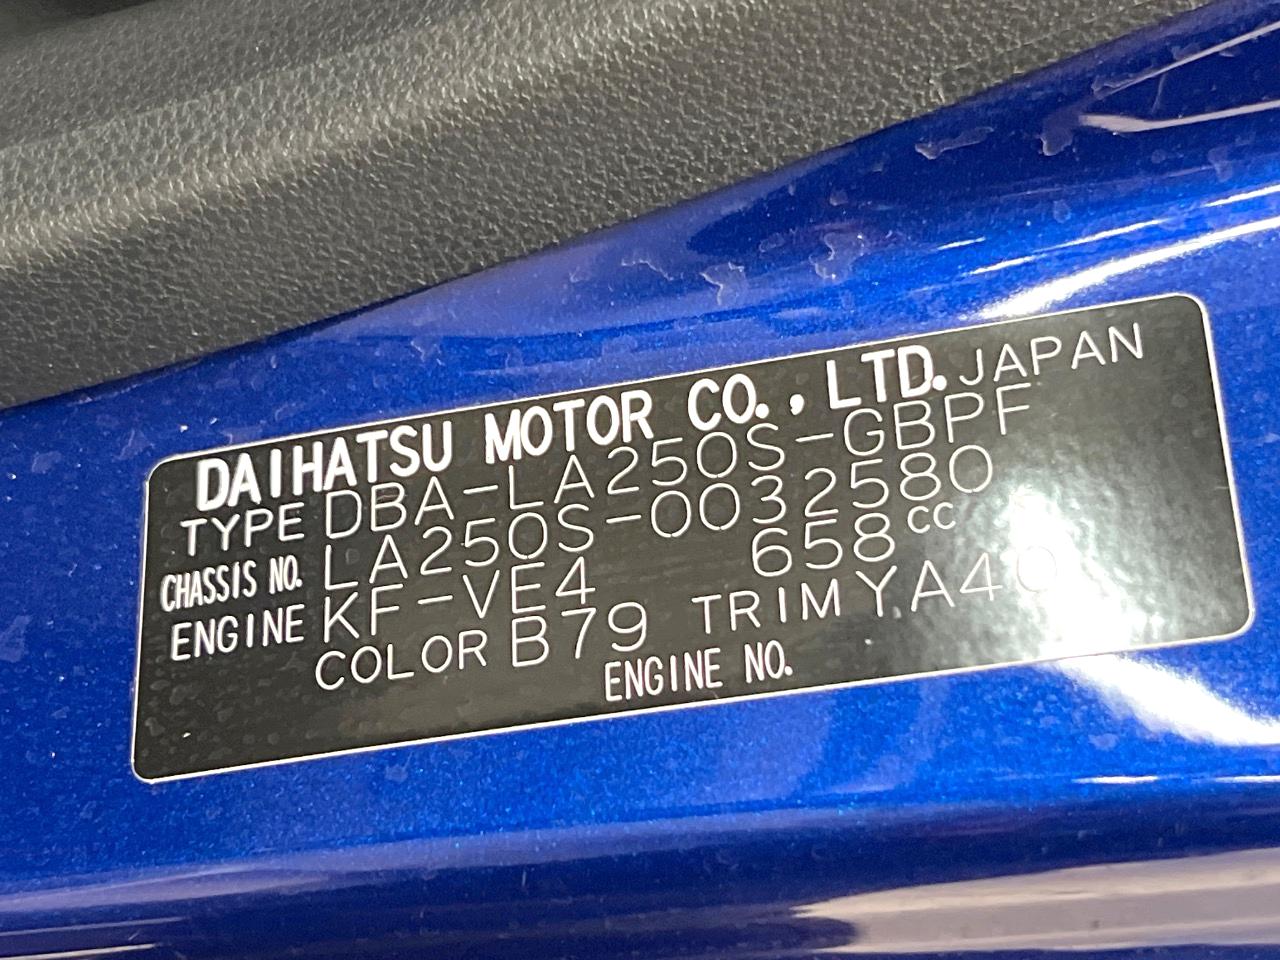 DAIHATSU MOTOR CO., LTD. JAPAN
TYPE DBA-LA250S-GBPF
CHASSIS NO. LA250S-0032580
ENGINE KF-VE4 658cc
COLOR B79 TRIM YA40
ENGINE NO.